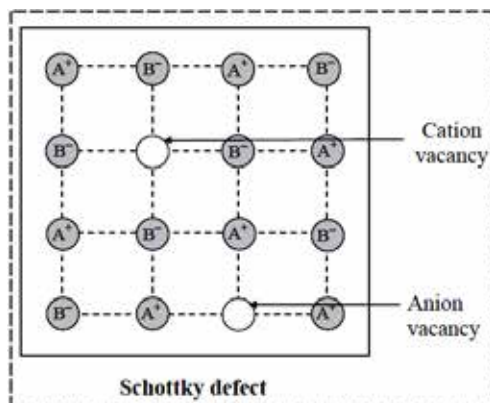 A⁺ B⁻ A⁺ B⁻
B⁻ B⁻ A⁺
Cation
vacancy
A⁺ B⁻ A⁺ B⁻
B⁻ A⁺ A⁺
Anion
vacancy
Schottky defect